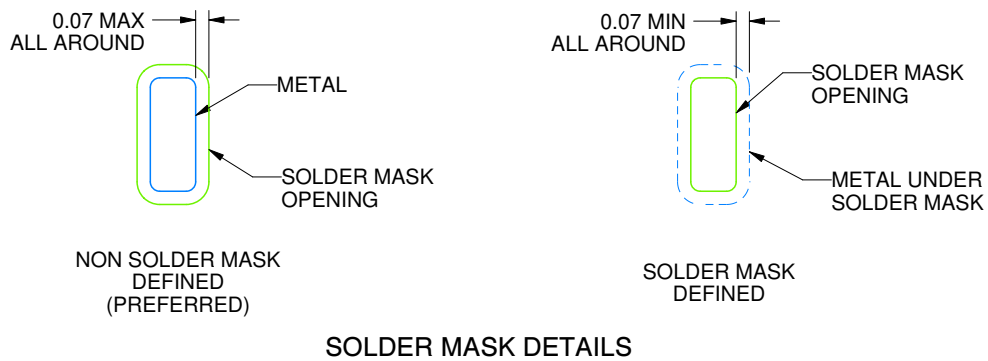 0.07 MAX
ALL AROUND
METAL
SOLDER MASK
OPENING
NON SOLDER MASK
DEFINED
(PREFERRED)
0.07 MIN
ALL AROUND
SOLDER MASK
OPENING
METAL UNDER
SOLDER MASK
SOLDER MASK
DEFINED
SOLDER MASK DETAILS